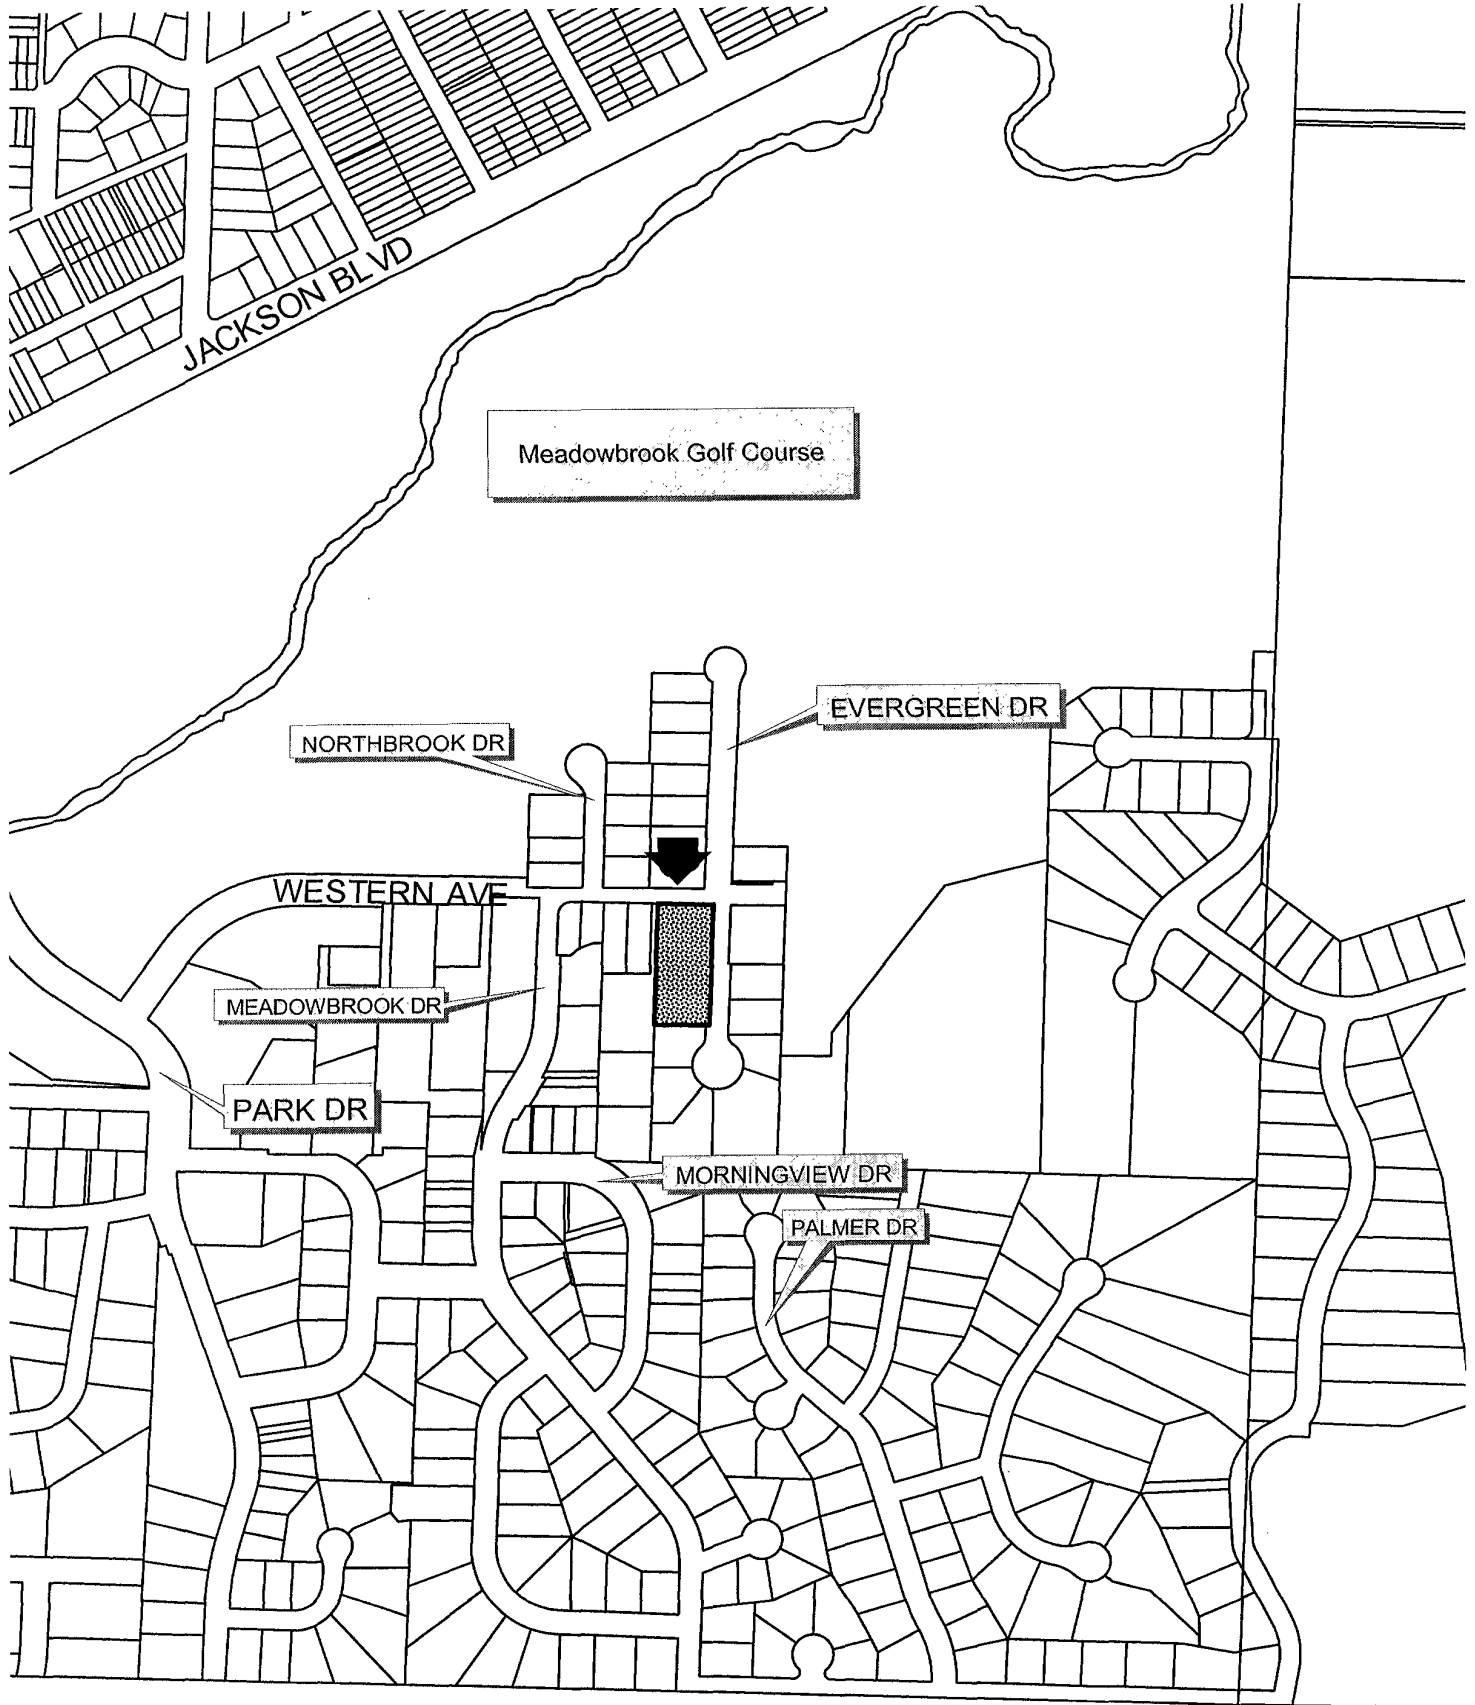 JACKSON BLVD
Meadowbrook Golf Course
EVERGREEN DR
NORTHBROOK DR
WESTERN AVE
MEADOWBROOK DR
PARK DR
MORNINGVIEW DR
PALMER DR